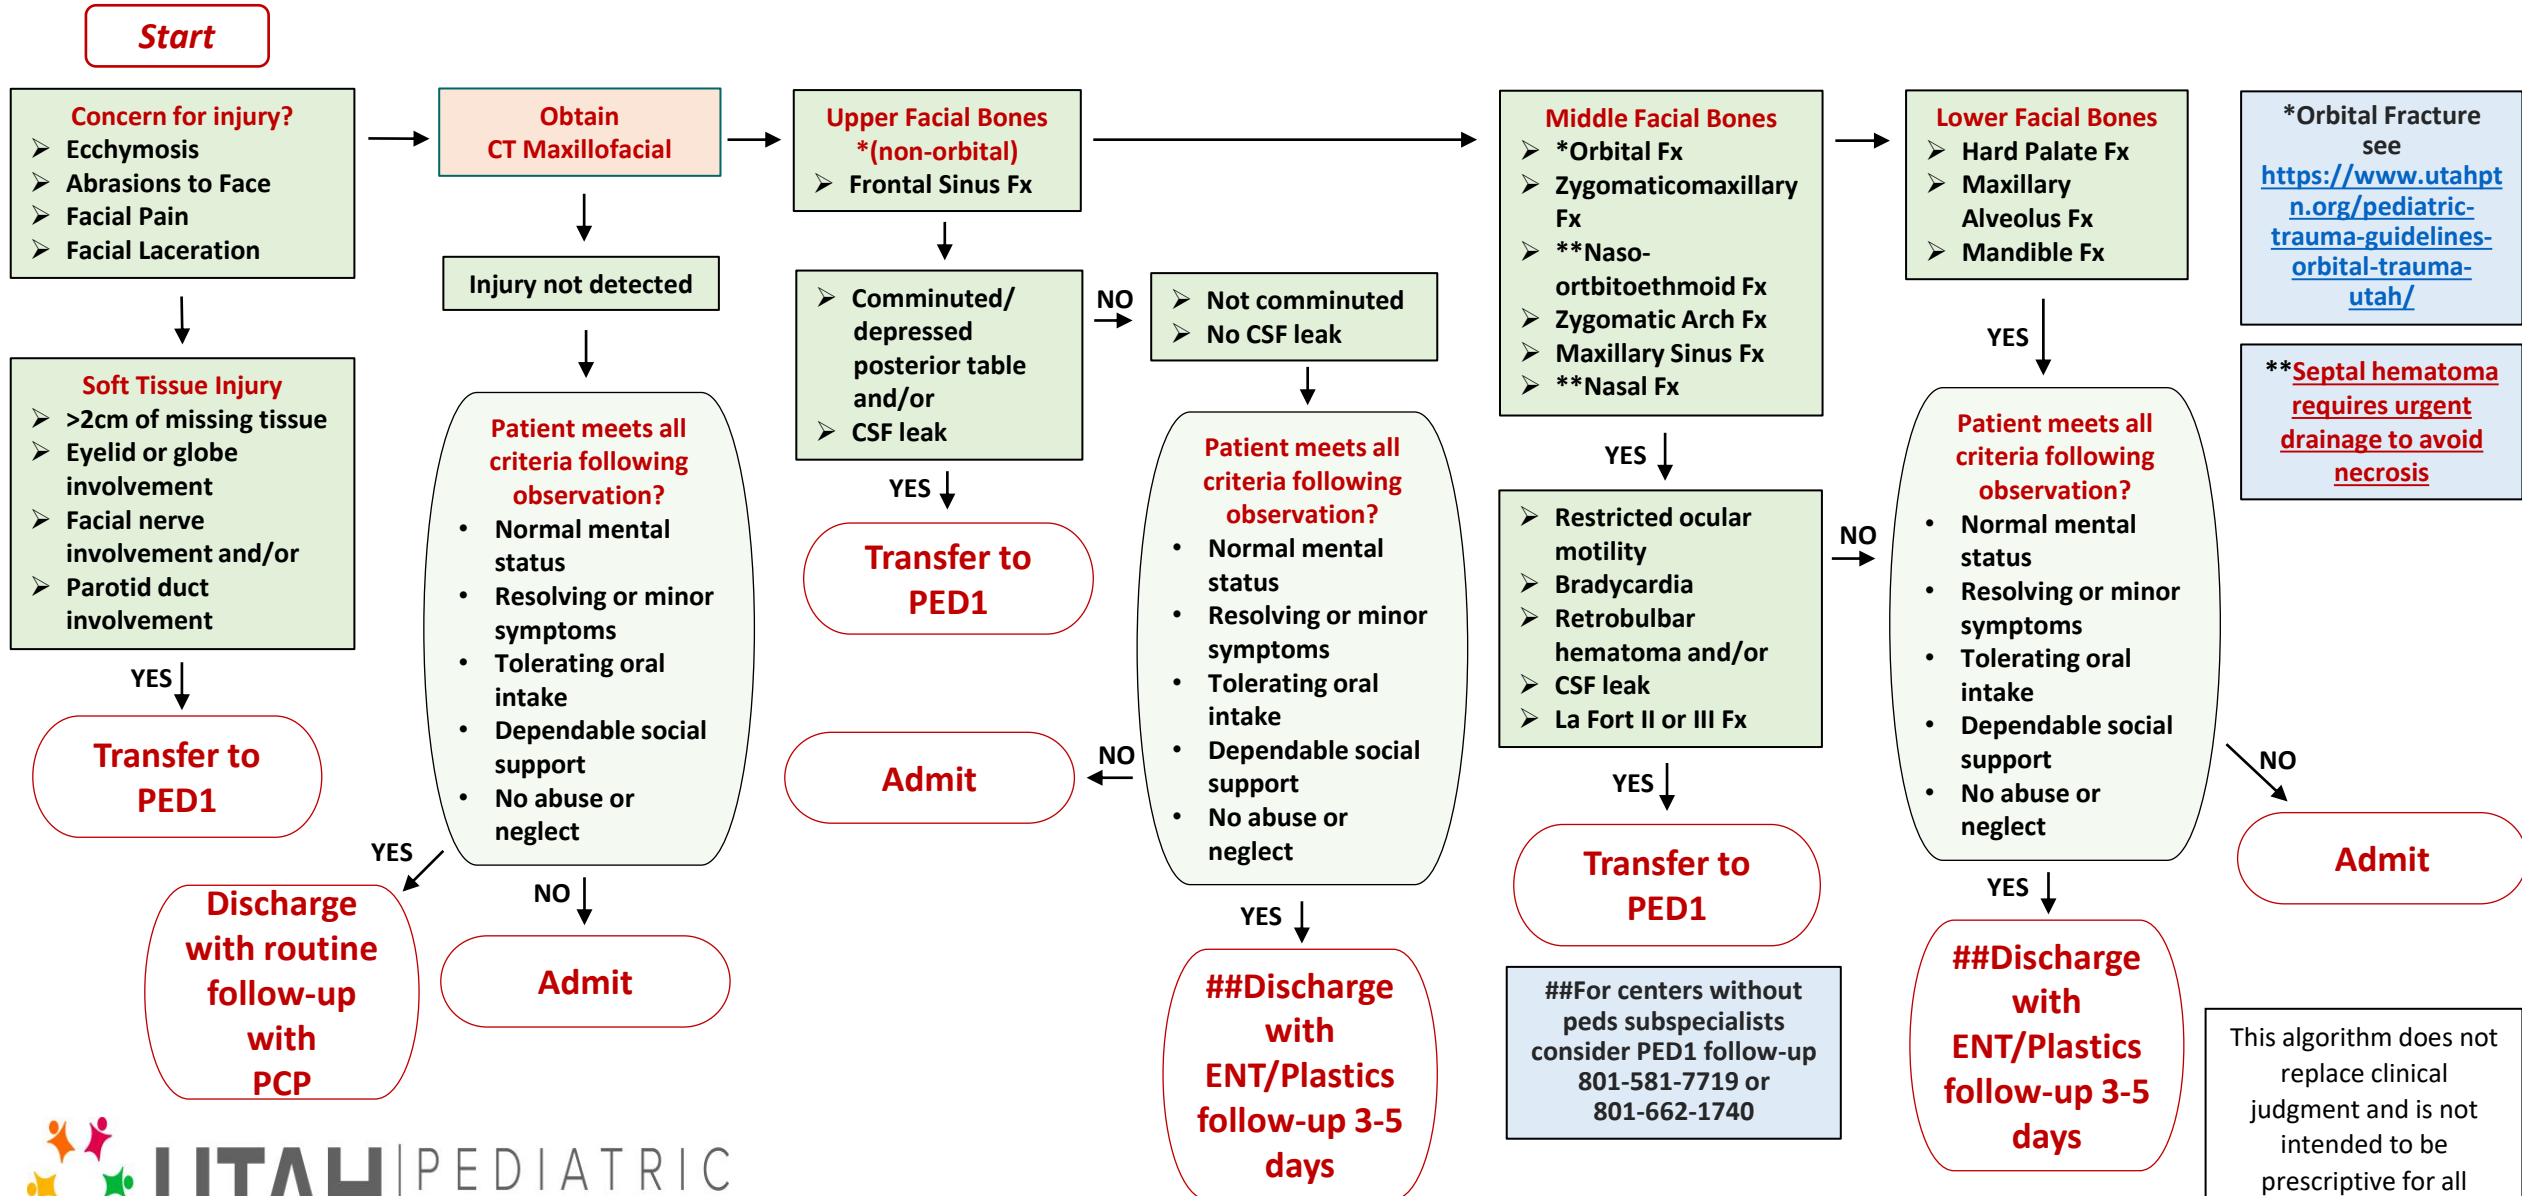 Start
Concern for injury?
➢ Ecchymosis
➢ Abrasions to Face
➢ Facial Pain
➢ Facial Laceration
Soft Tissue Injury
➢ >2cm of missing tissue
➢ Eyelid or globe
involvement
➢ Facial nerve
involvement and/or
➢ Parotid duct
involvement
YES
Transfer to
PED1
Obtain
CT Maxillofacial
Injury not detected
Patient meets all
criteria following
observation?
• Normal mental
status
• Resolving or minor
symptoms
• Tolerating oral
intake
• Dependable social
support
• No abuse or
neglect
YES
Discharge
with routine
follow-up
with
PCP
NO
Admit
Upper Facial Bones
*(non-orbital)
➢ Frontal Sinus Fx
➢ Comminuted/
depressed
posterior table
and/or
➢ CSF leak
YES
Transfer to
PED1
NO
➢ Not comminuted
➢ No CSF leak
Patient meets all
criteria following
observation?
• Normal mental
status
• Resolving or minor
symptoms
• Tolerating oral
intake
• Dependable social
support
• No abuse or
neglect
NO
Admit
YES
##Discharge
with
ENT/Plastics
follow-up 3-5
days
Middle Facial Bones
➢ *Orbital Fx
➢ Zygomaticomaxillary
Fx
➢ **Naso-
ortbitoethmoid Fx
➢ Zygomatic Arch Fx
➢ Maxillary Sinus Fx
➢ **Nasal Fx
YES
➢ Restricted ocular
motility
➢ Bradycardia
➢ Retrobulbar
hematoma and/or
➢ CSF leak
➢ La Fort II or III Fx
YES
Transfer to
PED1
##For centers without
peds subspecialists
consider PED1 follow-up
801-581-7719 or
801-662-1740
NO
Lower Facial Bones
➢ Hard Palate Fx
➢ Maxillary
Alveolus Fx
➢ Mandible Fx
YES
Patient meets all
criteria following
observation?
• Normal mental
status
• Resolving or minor
symptoms
• Tolerating oral
intake
• Dependable social
support
• No abuse or
neglect
NO
Admit
YES
##Discharge
with
ENT/Plastics
follow-up 3-5
days
*Orbital Fracture
see
https://www.utahpt
n.org/pediatric-
trauma-guidelines-
orbital-trauma-
utah/
**Septal hematoma
requires urgent
drainage to avoid
necrosis
This algorithm does not
replace clinical
judgment and is not
intended to be
prescriptive for all
UTAH PEDIATRIC